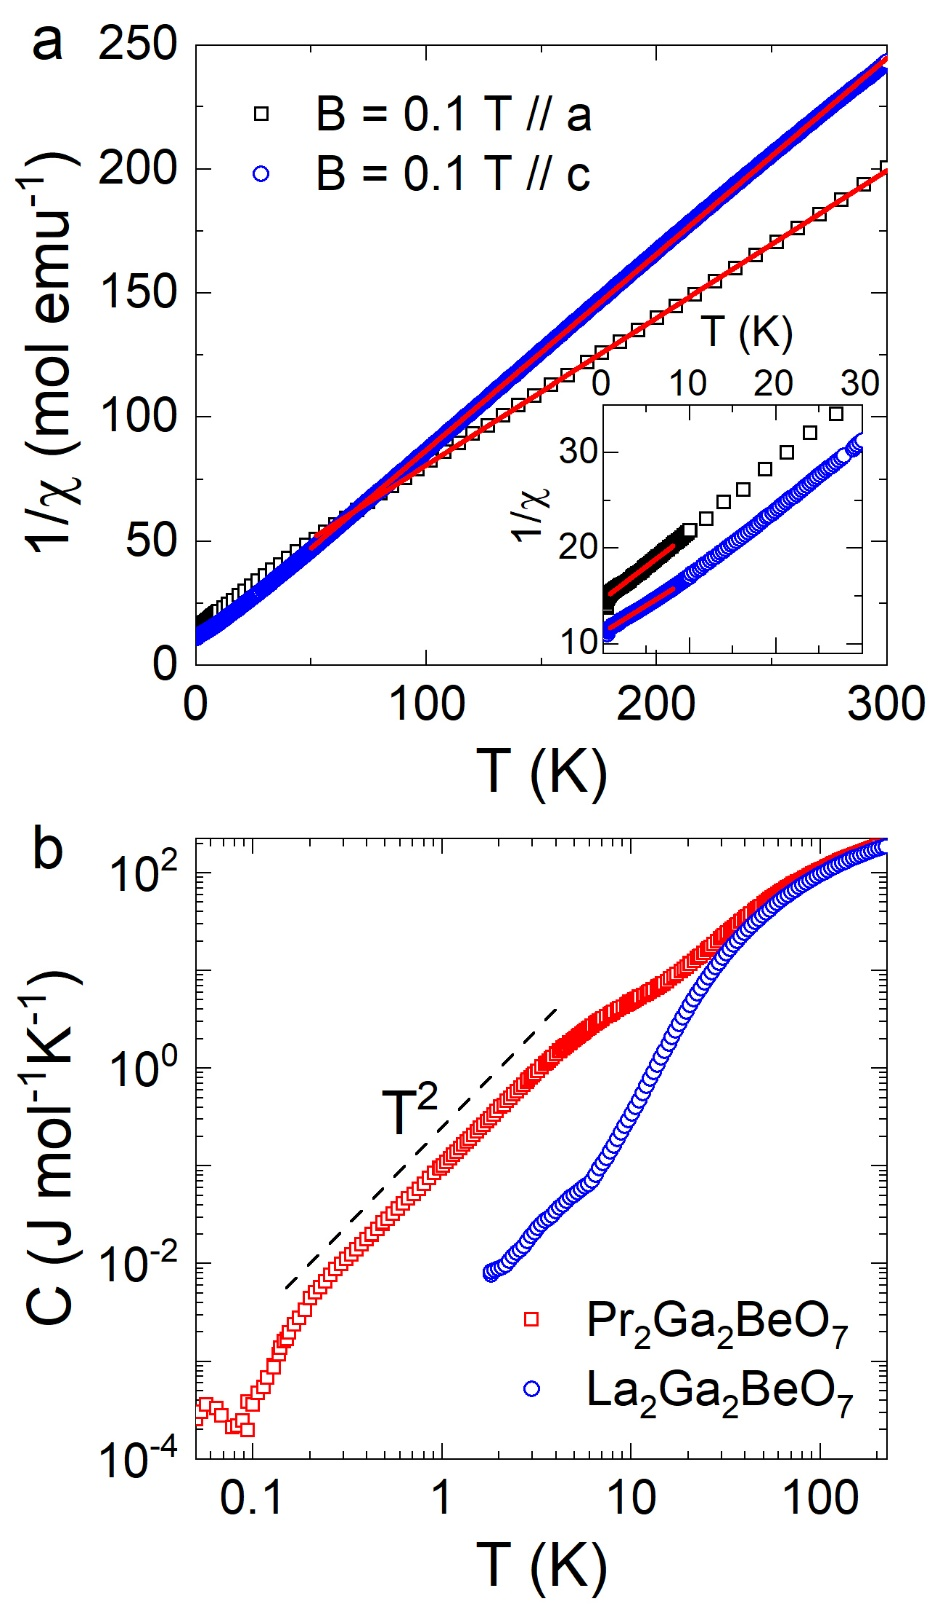 a
250
200
150
100
50
0
1/χ (mol emu⁻¹)
B = 0.1 T // a
B = 0.1 T // c
T (K)
0 10 20 30
30
20
10
1/χ
0 100 200 300
T (K)
b
10²
10⁰
10⁻²
10⁻⁴
C (J mol⁻¹K⁻¹)
T²
Pr₂Ga₂BeO₇
La₂Ga₂BeO₇
0.1 1 10 100
T (K)